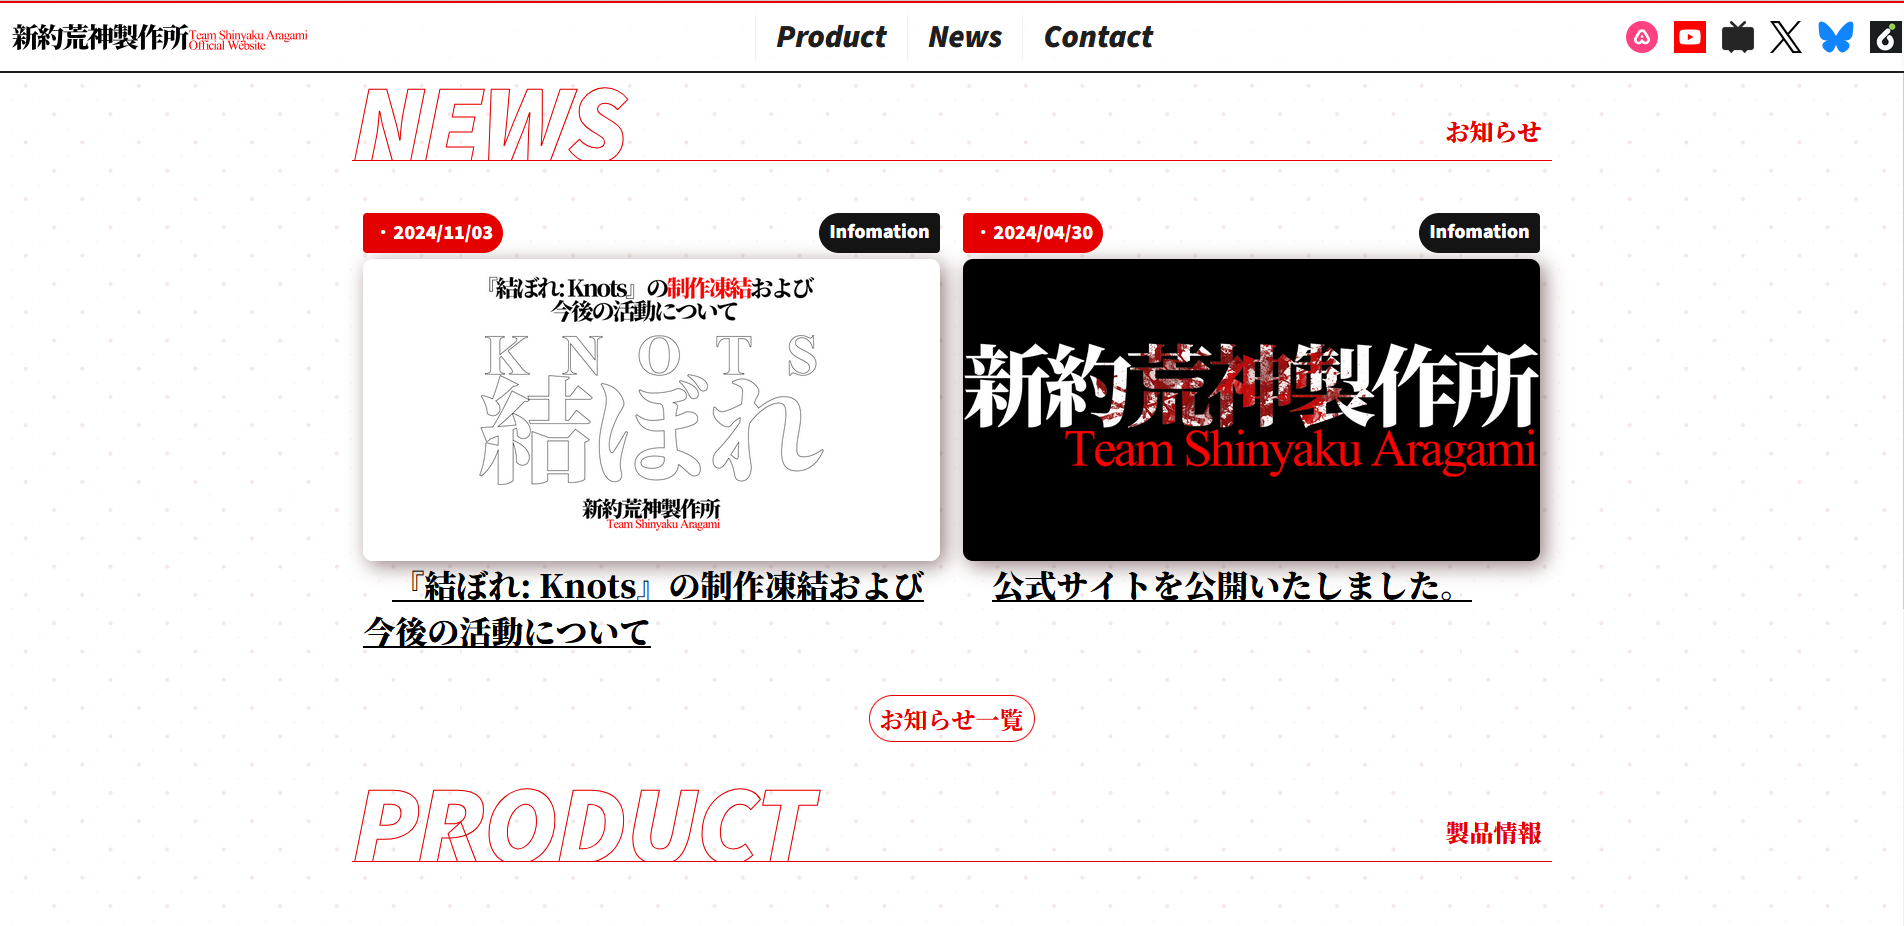 新約荒神製作所
Team Shinyaku Aragami
Official Website
Product
News
Contact
NEWS
お知らせ
・2024/11/03
Infomation
『結ぼれ: Knots』の制作凍結および
今後の活動について
KNOTS
結ぼれ
新約荒神製作所
Team Shinyaku Aragami
『結ぼれ: Knots』の制作凍結および
今後の活動について
・2024/04/30
Infomation
新約荒神製作所
Team Shinyaku Aragami
公式サイトを公開いたしました。
お知らせ一覧
PRODUCT
製品情報